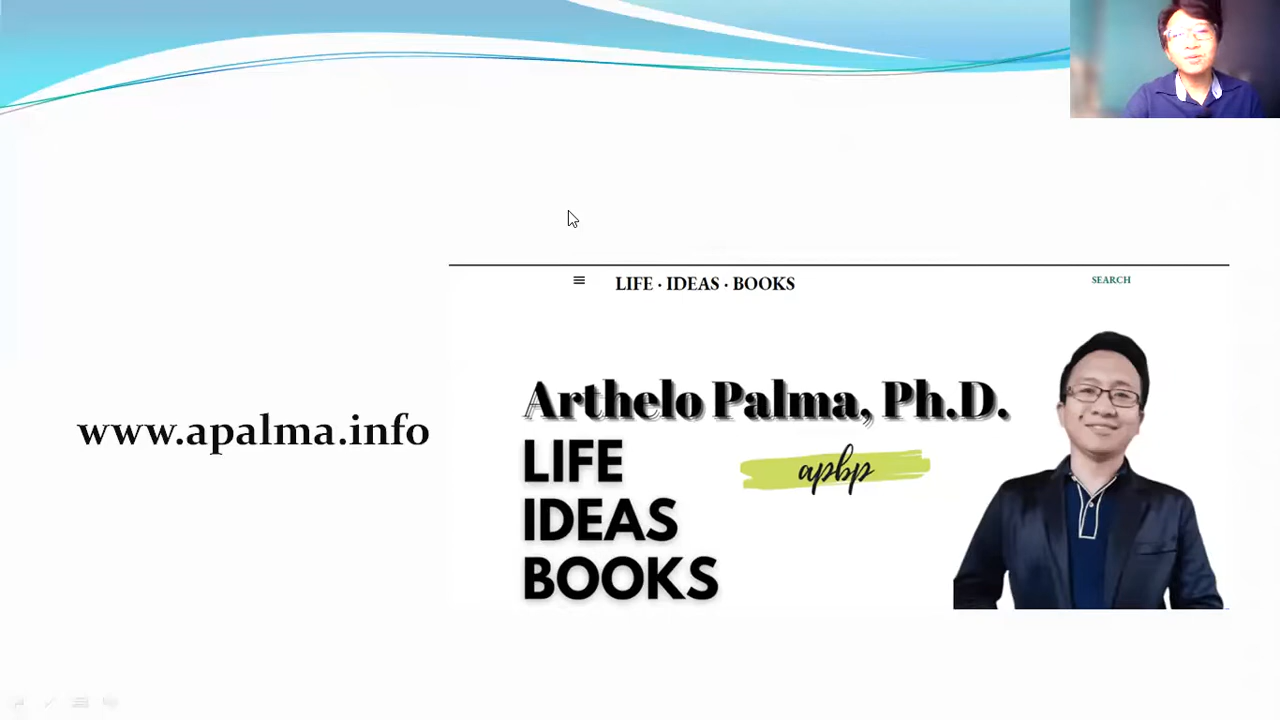 LIFE · IDEAS · BOOKS
SEARCH
Arthelo Palma, Ph.D.
LIFE
apbp
IDEAS
BOOKS
www.apalma.info